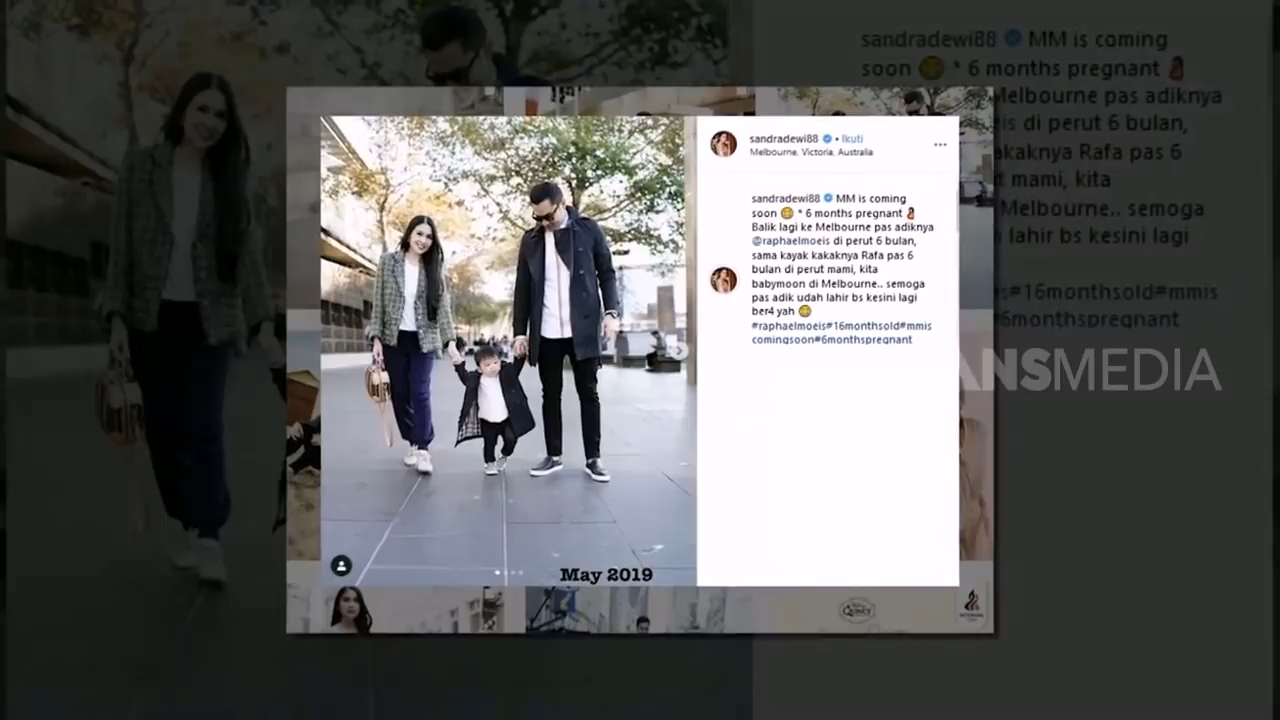 sandradewi88 MM is coming
soon * 6 months pregnant
Melbourne pas adiknya
is di perut 6 bulan,
akaknya Rafa pas 6
t mami, kita
Melbourne.. semoga
lahir bs kesini lagi
is#16monthsold#mmis
6monthspregnant
ANSMEDIA
sandradewi88 • Ikuti
Melbourne, Victoria, Australia
sandradewi88 MM is coming
soon * 6 months pregnant
Balik lagi ke Melbourne pas adiknya
@raphaelmoeis di perut 6 bulan,
sama kayak kakaknya Rafa pas 6
bulan di perut mami, kita
babymoon di Melbourne.. semoga
pas adik udah lahir bs kesini lagi
ber4 yah
#raphaelmoeis#16monthsold#mmis
comingsoon#6monthspregnant
May 2019